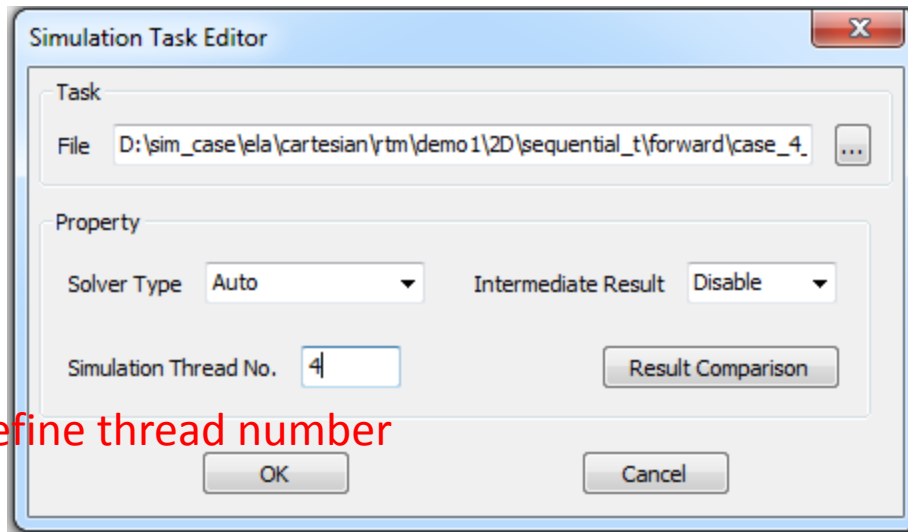 Simulation Task Editor
Task
File D:\sim_case\ela\cartesian\rtm\demo1\2D\sequential_t\forward\case_4_ ...
Property
Solver Type Auto Intermediate Result Disable
Simulation Thread No. 4 Result Comparison
efine thread number
OK Cancel